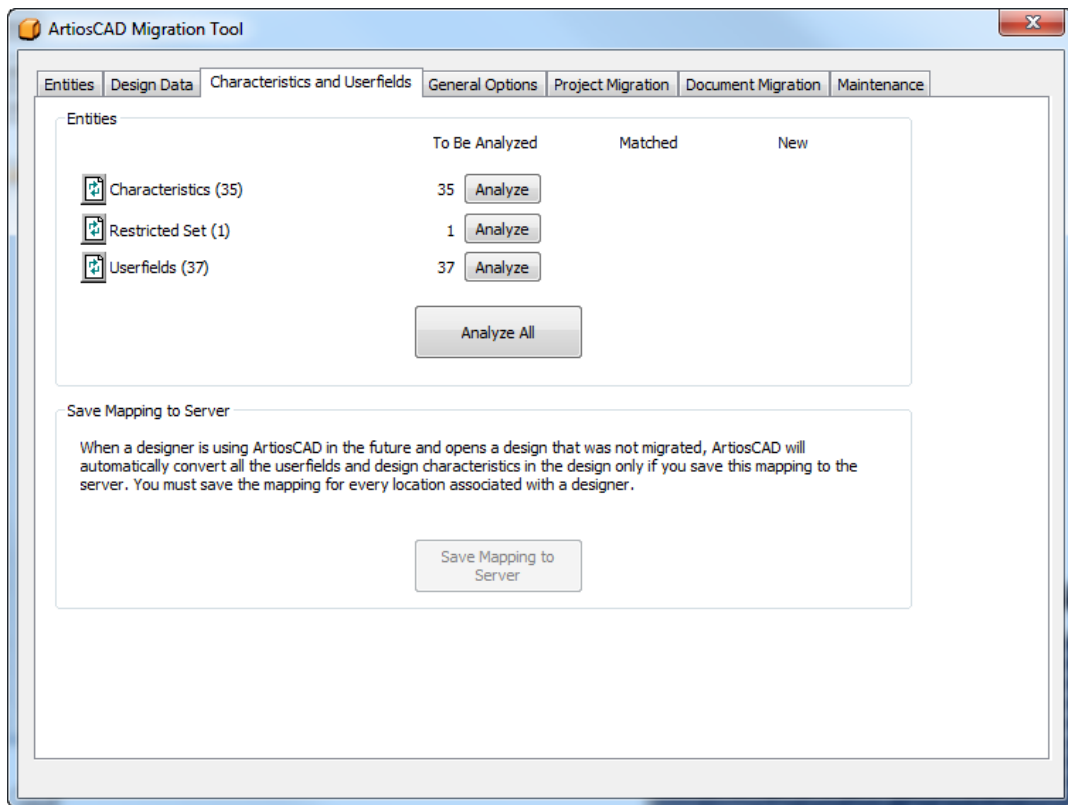 ArtiosCAD Migration Tool
Entities Design Data Characteristics and Userfields General Options Project Migration Document Migration Maintenance
Entities
To Be Analyzed Matched New
Characteristics (35) 35 Analyze
Restricted Set (1) 1 Analyze
Userfields (37) 37 Analyze
Analyze All
Save Mapping to Server
When a designer is using ArtiosCAD in the future and opens a design that was not migrated, ArtiosCAD will
automatically convert all the userfields and design characteristics in the design only if you save this mapping to the
server. You must save the mapping for every location associated with a designer.
Save Mapping to
Server